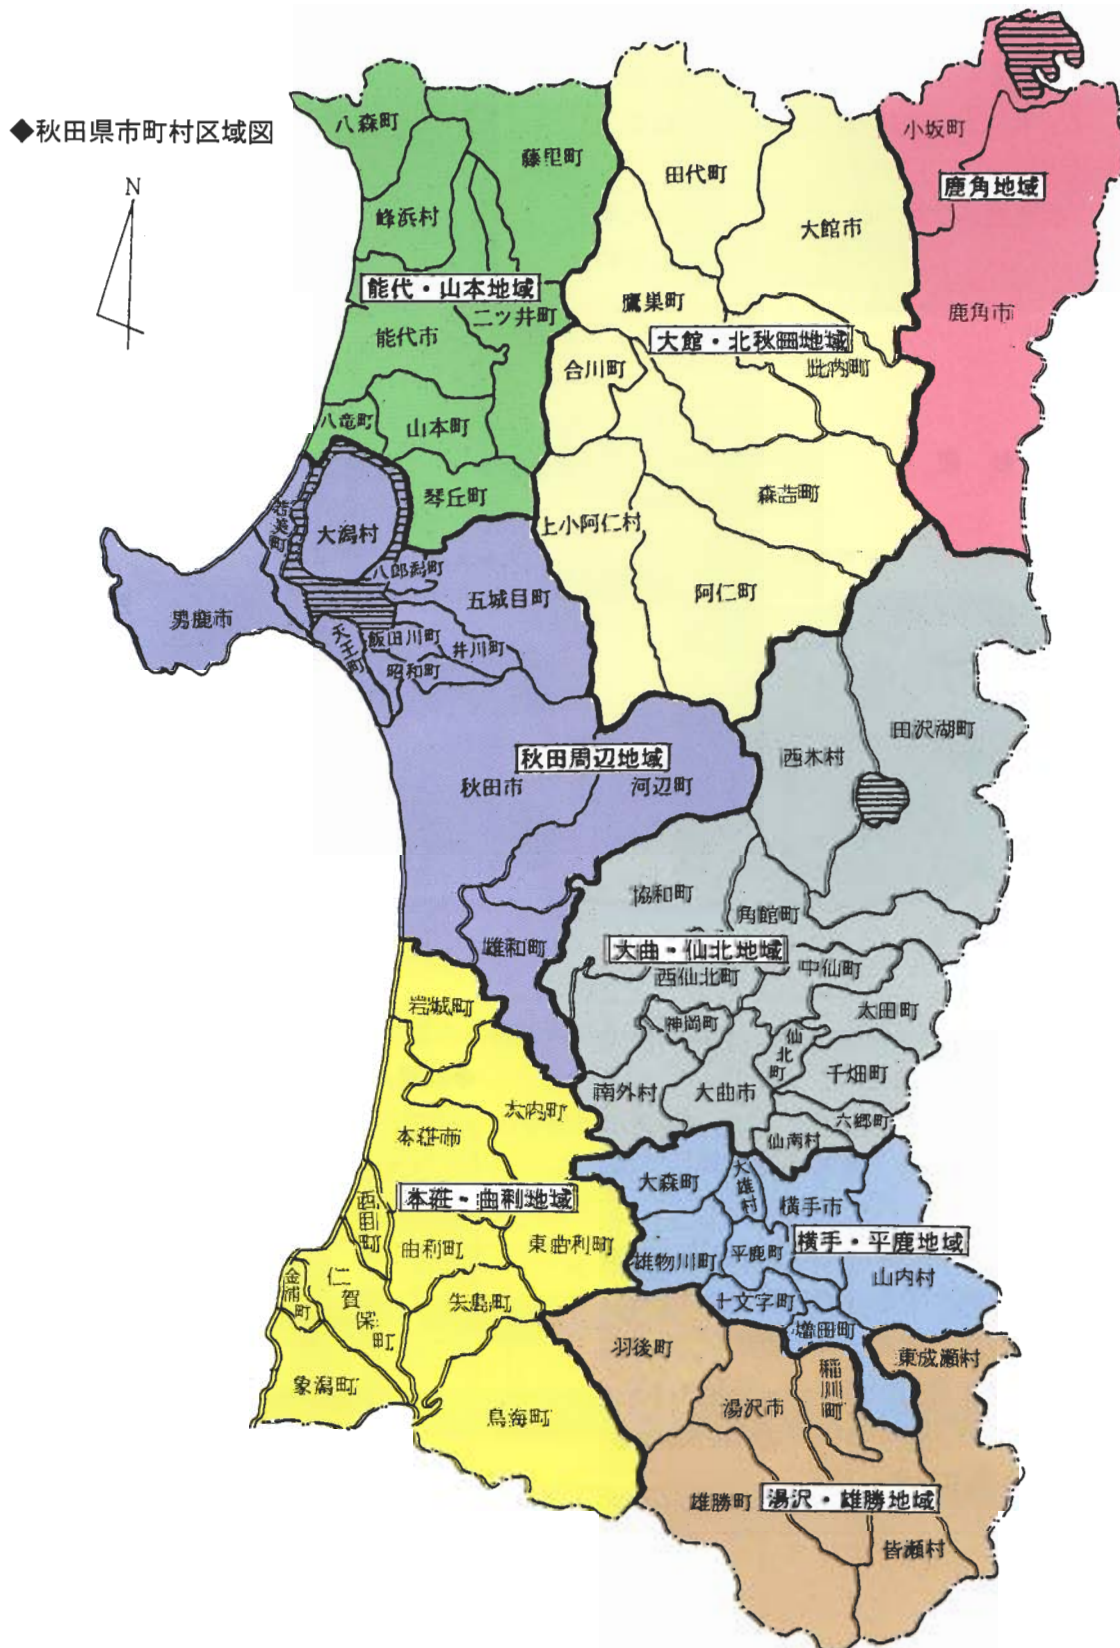 ◆秋田県市町村区域図
N
八森町
藤里町
峰浜村
能代・山本地域
二ツ井町
能代市
八竜町
山本町
琴丘町
田代町
大館市
鷹巣町
大館・北秋田地域
合川町
比内町
森吉町
上小阿仁村
阿仁町
小坂町
鹿角地域
鹿角市
若美町
大潟村
八郎潟町
五城目町
男鹿市
天王町
飯田川町
井川町
昭和町
秋田周辺地域
秋田市
河辺町
雄和町
田沢湖町
西木村
協和町
角館町
大曲・仙北地域
西仙北町
中仙町
太田町
神岡町
仙北町
千畑町
南外村
大曲市
六郷町
仙南村
岩城町
大内町
本荘市
本荘・由利地域
西目町
由利町
東由利町
金浦町
仁賀保町
矢島町
象潟町
鳥海町
大森町
大雄村
横手市
横手・平鹿地域
雄物川町
平鹿町
山内村
十文字町
増田町
羽後町
東成瀬村
稲川町
湯沢市
雄勝町
湯沢・雄勝地域
皆瀬村